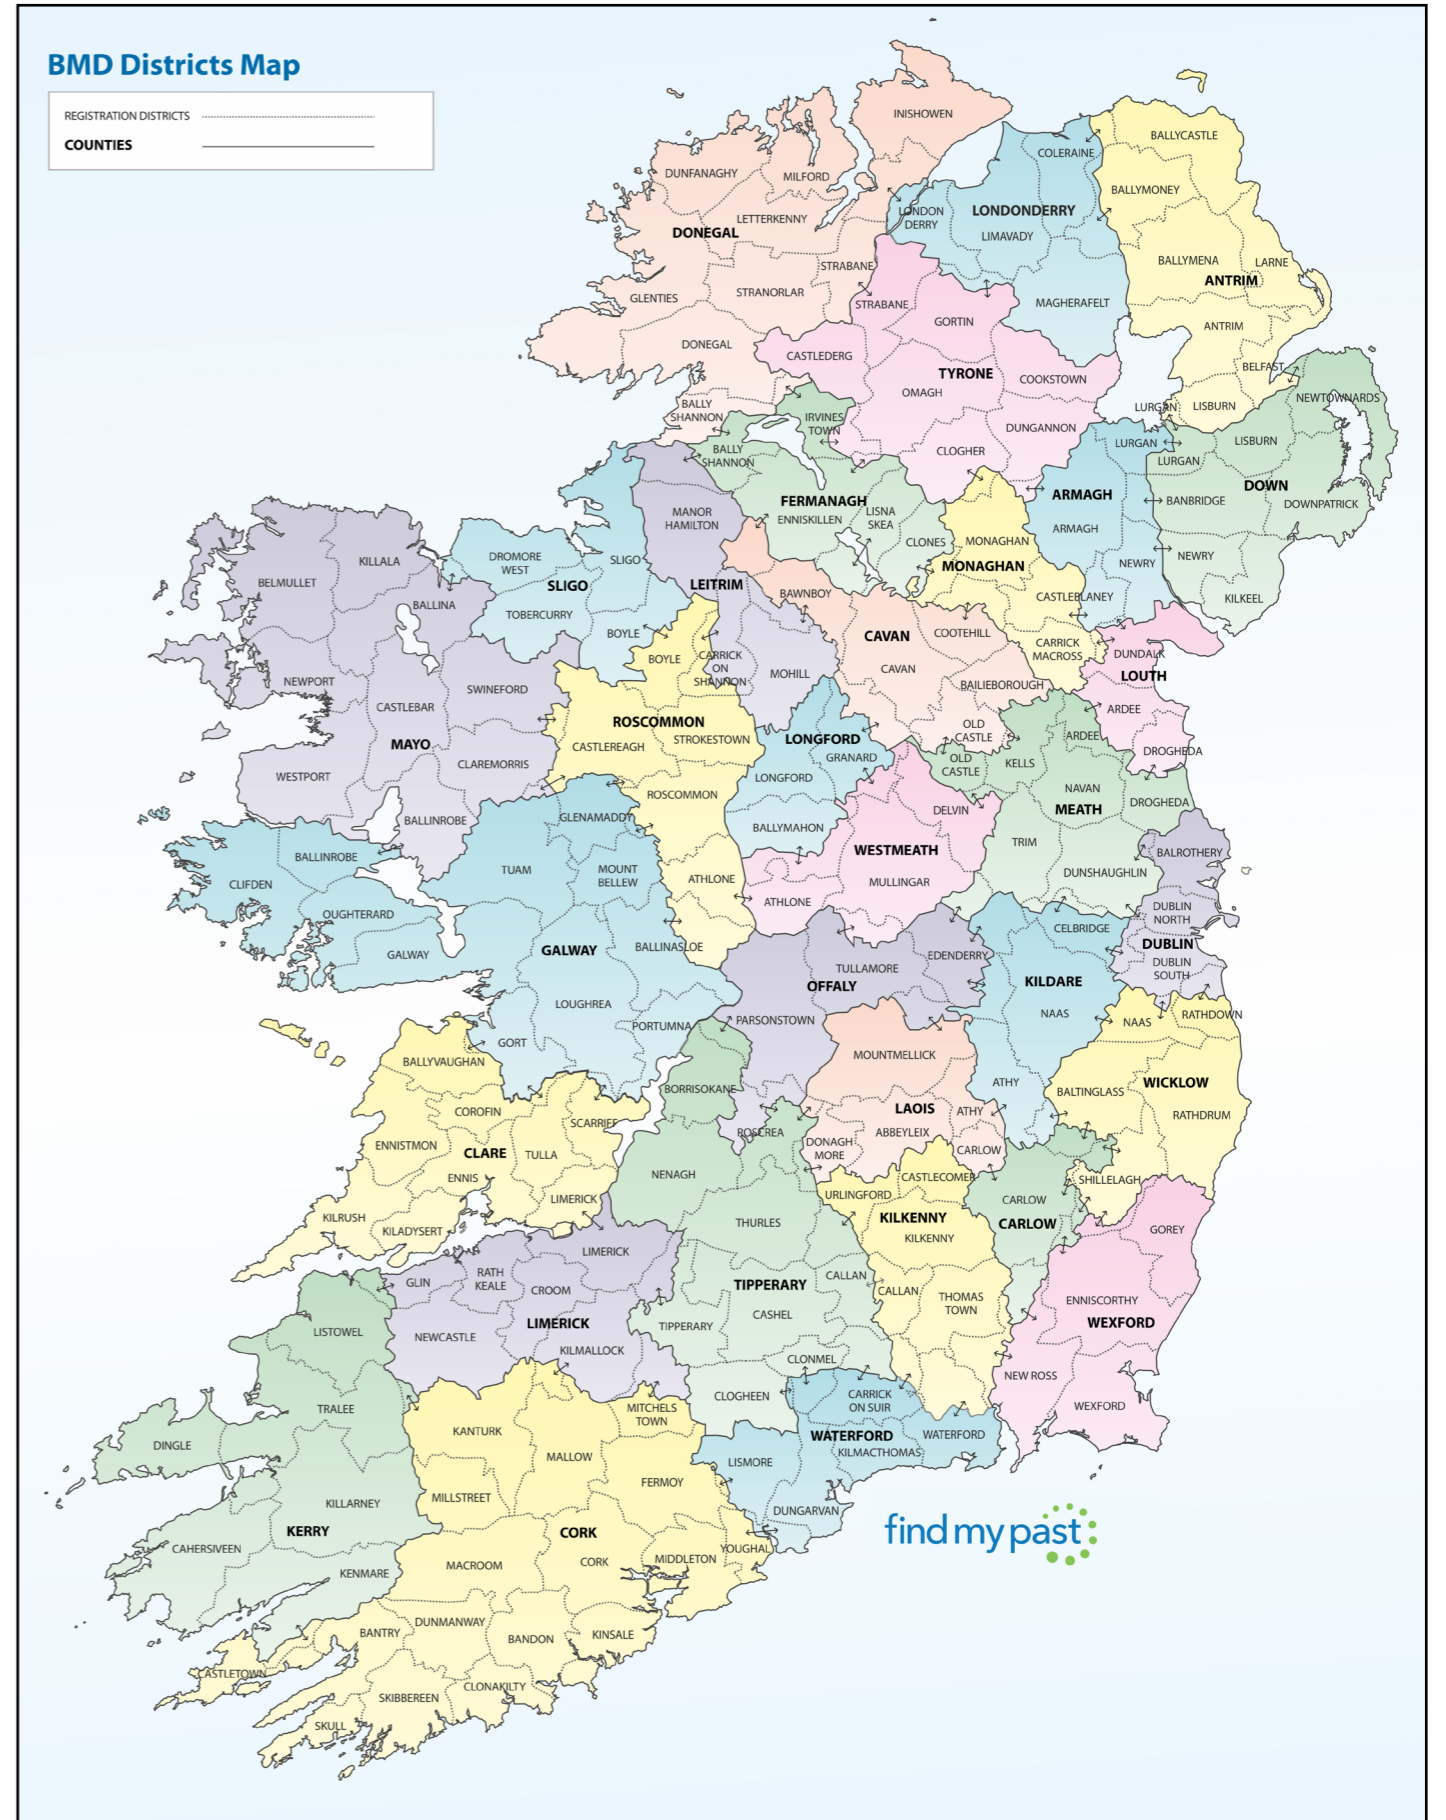 BMD Districts Map
REGISTRATION DISTRICTS
COUNTIES
INISHOWEN
BALLYCASTLE
COLERAINE
DUNFANAGHY
MILFORD
BALLYMONEY
LONDON
DERRY
LONDONDERRY
LETTERKENNY
DONEGAL
LIMAVADY
BALLYMENA
LARNE
STRABANE
ANTRIM
STRANORLAR
GLENTIES
STRABANE
MAGHERAFELT
GORTIN
ANTRIM
DONEGAL
CASTLEDERG
BELFAST
TYRONE
COOKSTOWN
OMAGH
NEWTOWNARDS
BALLY
SHANNON
LURGAN
LISBURN
IRVINES
TOWN
DUNGANNON
LURGAN
LISBURN
BALLY
SHANNON
CLOGHER
LURGAN
DOWN
ARMAGH
FERMANAGH
BANBRIDGE
DOWNPATRICK
MANOR
HAMILTON
ENNISKILLEN
LISNA
SKEA
ARMAGH
CLONES
MONAGHAN
DROMORE
WEST
SLIGO
KILLALA
NEWRY
NEWRY
MONAGHAN
BELMULLET
SLIGO
LEITRIM
BAWNBOY
CASTLEBLANEY
KILKEEL
BALLINA
TOBERCURRY
BOYLE
CAVAN
COOTEHILL
CARRICK
MACROSS
DUNDALK
BOYLE
CARRICK
ON
SHANNON
MOHILL
CAVAN
LOUTH
NEWPORT
SWINEFORD
BAILIEBOROUGH
CASTLEBAR
ARDEE
ROSCOMMON
OLD
CASTLE
ARDEE
MAYO
CASTLEREAGH
STROKESTOWN
LONGFORD
GRANARD
DROGHEDA
CLAREMORRIS
OLD
CASTLE
KELLS
WESTPORT
LONGFORD
NAVAN
ROSCOMMON
DELVIN
MEATH
DROGHEDA
BALLINROBE
GLENAMADDY
BALLYMAHON
TRIM
BALLINROBE
WESTMEATH
BALROTHERY
TUAM
MOUNT
BELLEW
ATHLONE
MULLINGAR
DUNSHAUGHLIN
CLIFDEN
ATHLONE
OUGHTERARD
DUBLIN
NORTH
CELBRIDGE
GALWAY
GALWAY
BALLINASLOE
DUBLIN
EDENDERRY
TULLAMORE
DUBLIN
SOUTH
OFFALY
KILDARE
LOUGHREA
PORTUMNA
PARSONSTOWN
NAAS
NAAS
RATHDOWN
GORT
MOUNTMELLICK
BALLYVAUGHAN
BORRISOKANE
ATHY
WICKLOW
BALTINGLASS
COROFIN
LAOIS
ATHY
RATHDRUM
SCARRIFF
ROSCREA
ABBEYLEIX
ENNISTMON
CLARE
TULLA
DONAGH
MORE
CARLOW
NENAGH
CASTLECOMER
SHILLELAGH
ENNIS
LIMERICK
URLINGFORD
CARLOW
KILRUSH
KILADYSERT
THURLES
KILKENNY
CARLOW
GOREY
KILKENNY
LIMERICK
GLIN
RATH
KEALE
CROOM
TIPPERARY
CALLAN
CALLAN
THOMAS
TOWN
ENNISCORTHY
LISTOWEL
NEWCASTLE
LIMERICK
TIPPERARY
CASHEL
WEXFORD
KILMALLOCK
CLONMEL
NEW ROSS
CLOGHEEN
CARRICK
ON SUIR
WEXFORD
TRALEE
MITCHELS
TOWN
KANTURK
WATERFORD
WATERFORD
DINGLE
MALLOW
KILMACTHOMAS
LISMORE
FERMOY
MILLSTREET
KILLARNEY
DUNGARVAN
KERRY
CORK
findmypast
CAHERSIVEEN
YOUGHAL
MACROOM
CORK
MIDDLETON
KENMARE
DUNMANWAY
BANTRY
BANDON
KINSALE
CASTLETOWN
CLONAKILTY
SKIBBEREEN
SKULL